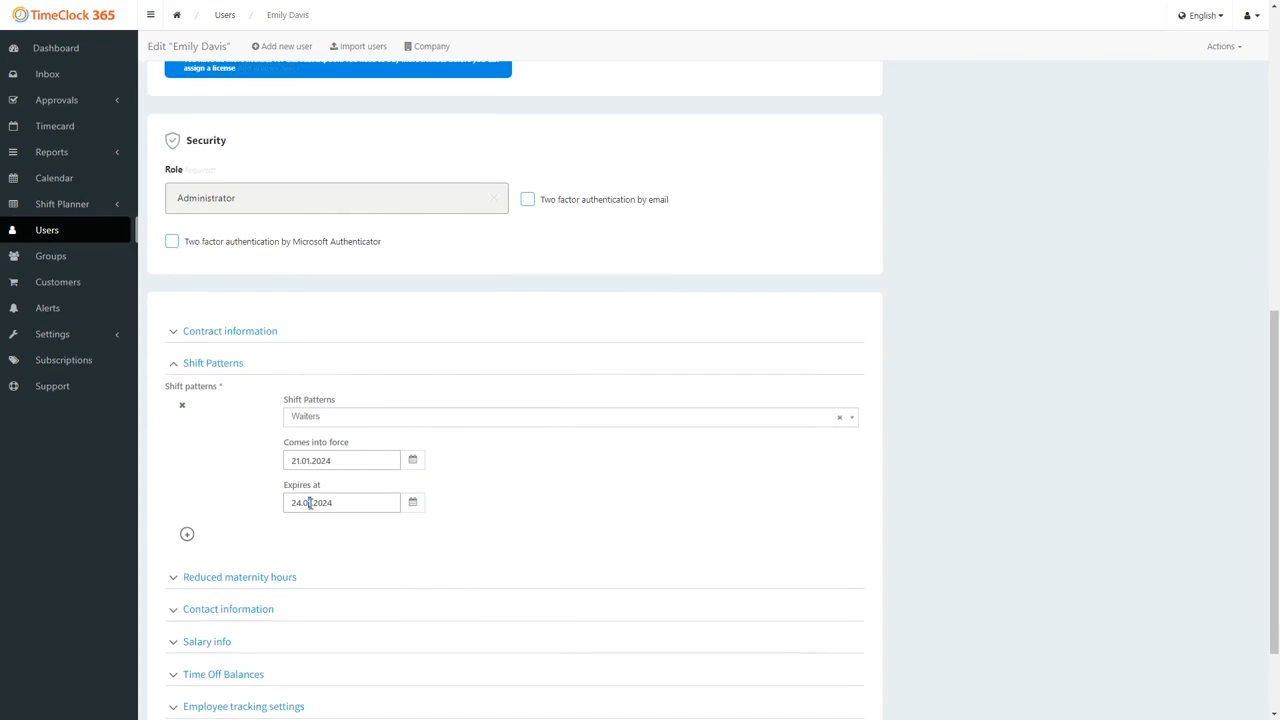 TimeClock 365
Users / Emily Davis
English
Edit "Emily Davis"
Add new user
Import users
Company
Actions
Dashboard
Inbox
Approvals
Timecard
Reports
Calendar
Shift Planner
Users
Groups
Customers
Alerts
Settings
Subscriptions
Support
assign a license
Security
Role Required*
Administrator
Two factor authentication by email
Two factor authentication by Microsoft Authenticator
Contract information
Shift Patterns
Shift patterns *
Shift Patterns
Waiters
Comes into force
21.01.2024
Expires at
Reduced maternity hours
Contact information
Salary info
Time Off Balances
Employee tracking settings